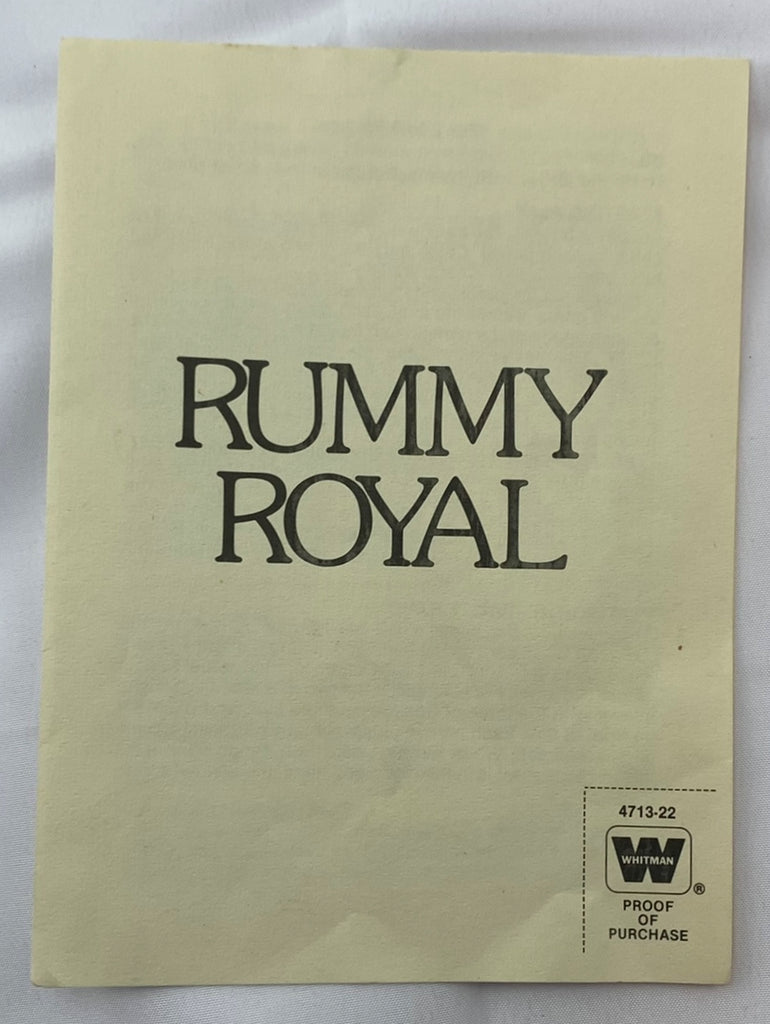 RUMMY
ROYAL
4713-22
WHITMAN
®
PROOF
OF
PURCHASE